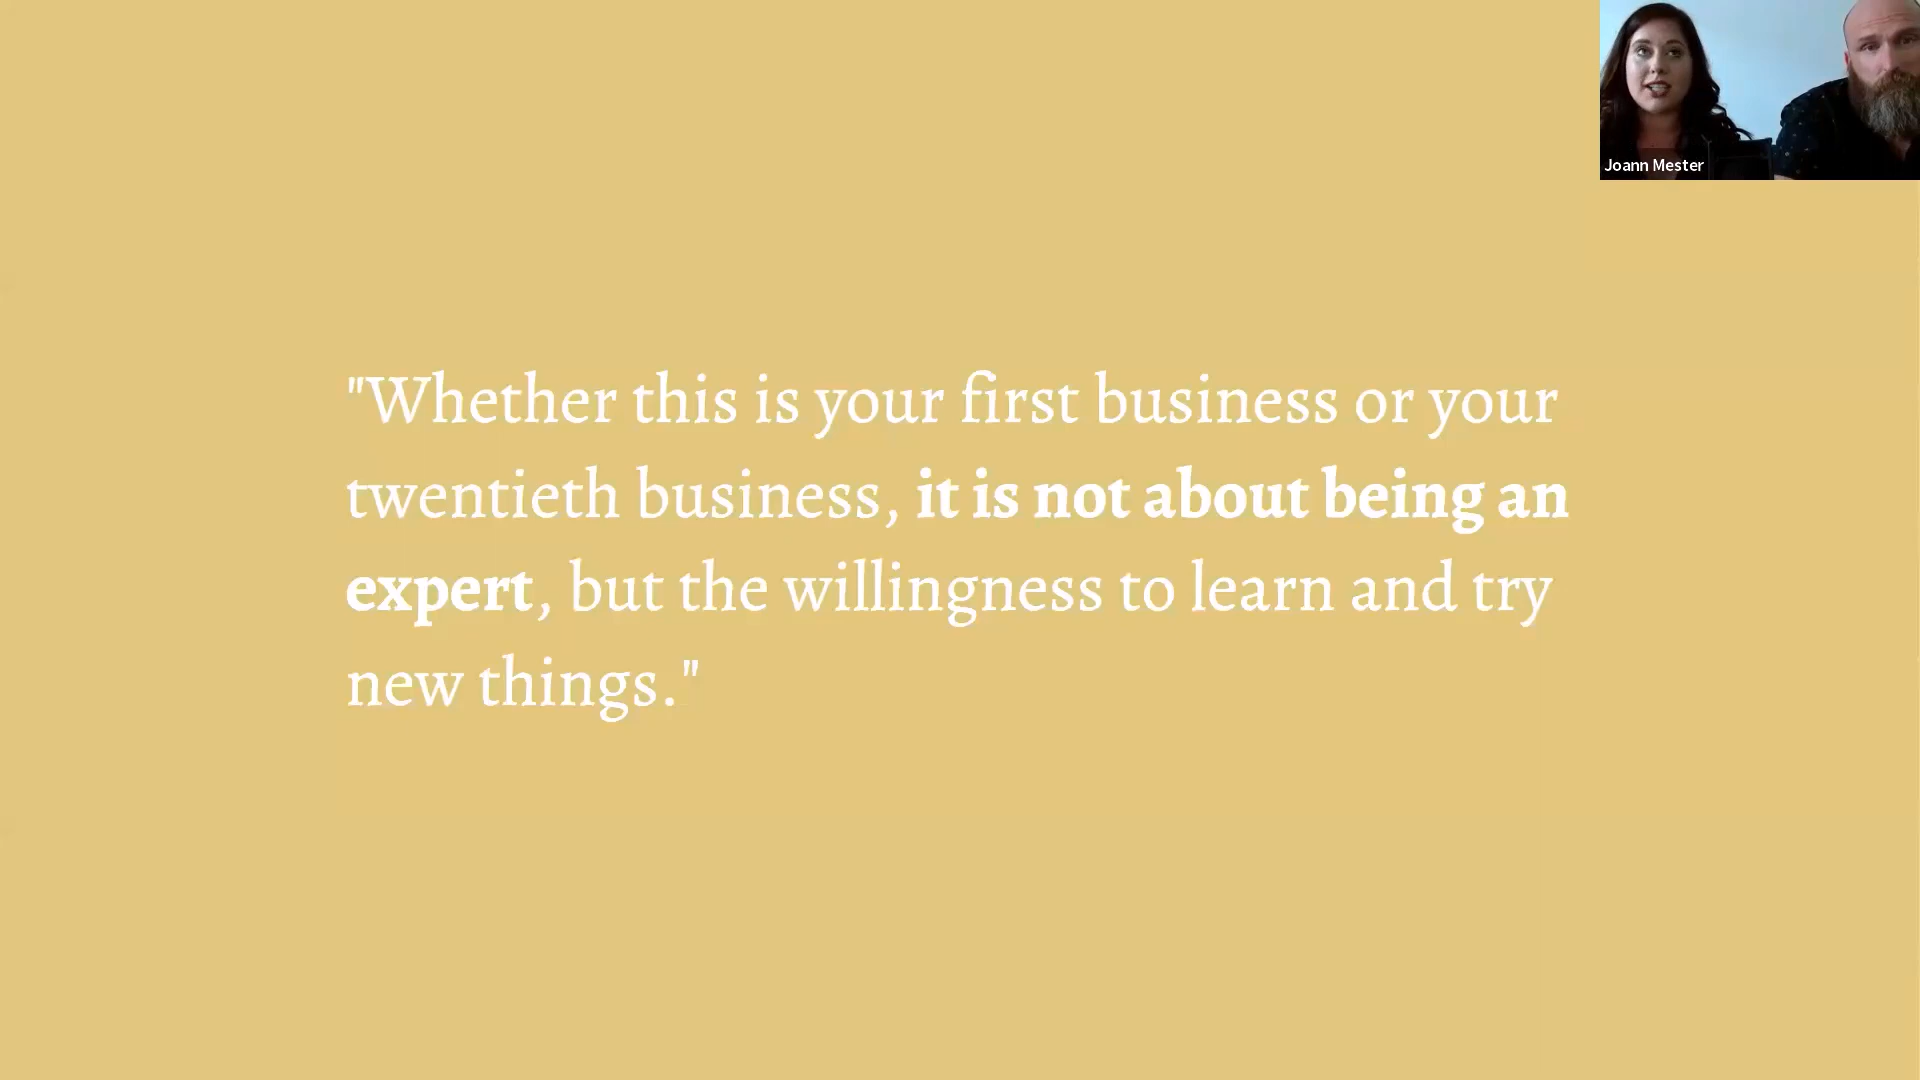 Joann Mester
"Whether this is your first business or your
twentieth business, it is not about being an
expert, but the willingness to learn and try
new things."